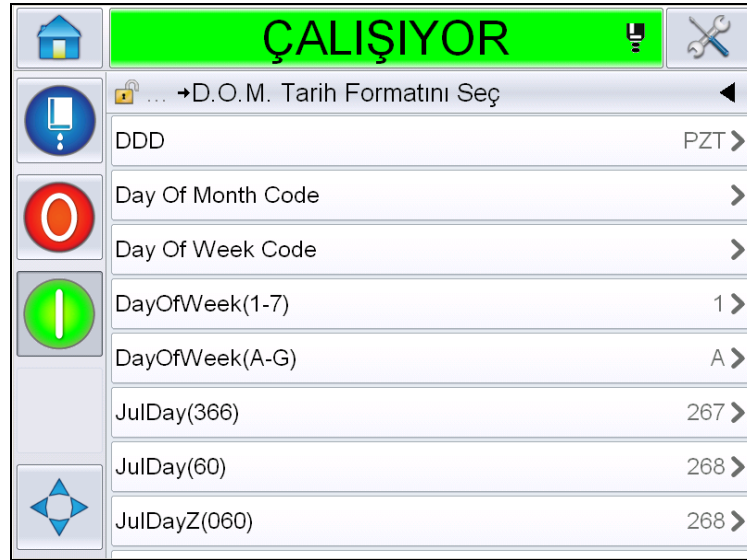 ÇALIŞIYOR
... →D.O.M. Tarih Formatını Seç
DDD PZT
Day Of Month Code
Day Of Week Code
DayOfWeek(1-7) 1
DayOfWeek(A-G) A
JulDay(366) 267
JulDay(60) 268
JulDayZ(060) 268